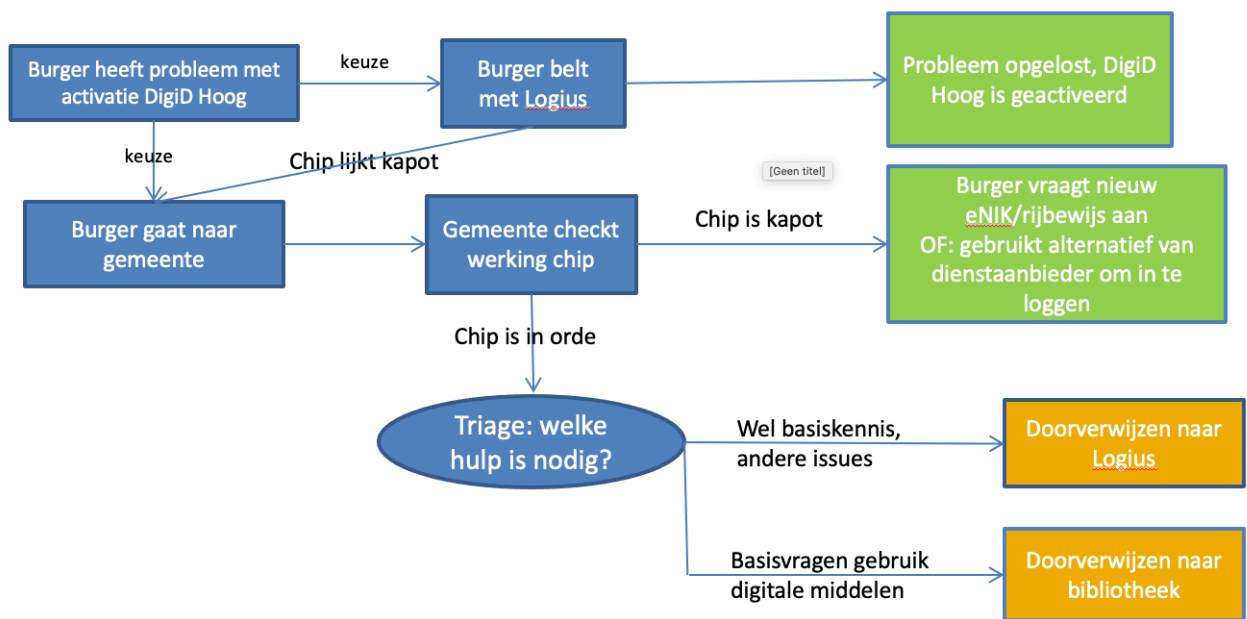 Burger heeft probleem met
activatie DigiD Hoog
keuze
Burger belt
met Logius
Probleem opgelost, DigiD
Hoog is geactiveerd
keuze
Chip lijkt kapot
[Geen titel]
Burger gaat naar
gemeente
Gemeente checkt
werking chip
Chip is kapot
Burger vraagt nieuw
eNIK/rijbewijs aan
OF: gebruikt alternatief van
dienstaanbieder om in te
loggen
Chip is in orde
Triage: welke
hulp is nodig?
Wel basiskennis,
andere issues
Doorverwijzen naar
Logius
Basisvragen gebruik
digitale middelen
Doorverwijzen naar
bibliotheek